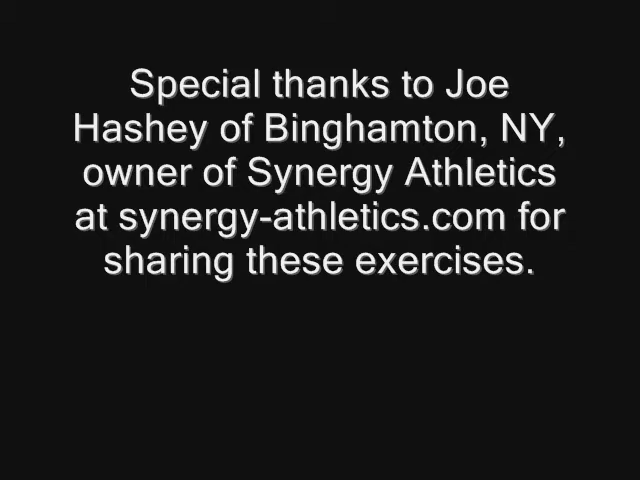 Special thanks to Joe
Hashey of Binghamton, NY,
owner of Synergy Athletics
at synergy-athletics.com for
sharing these exercises.